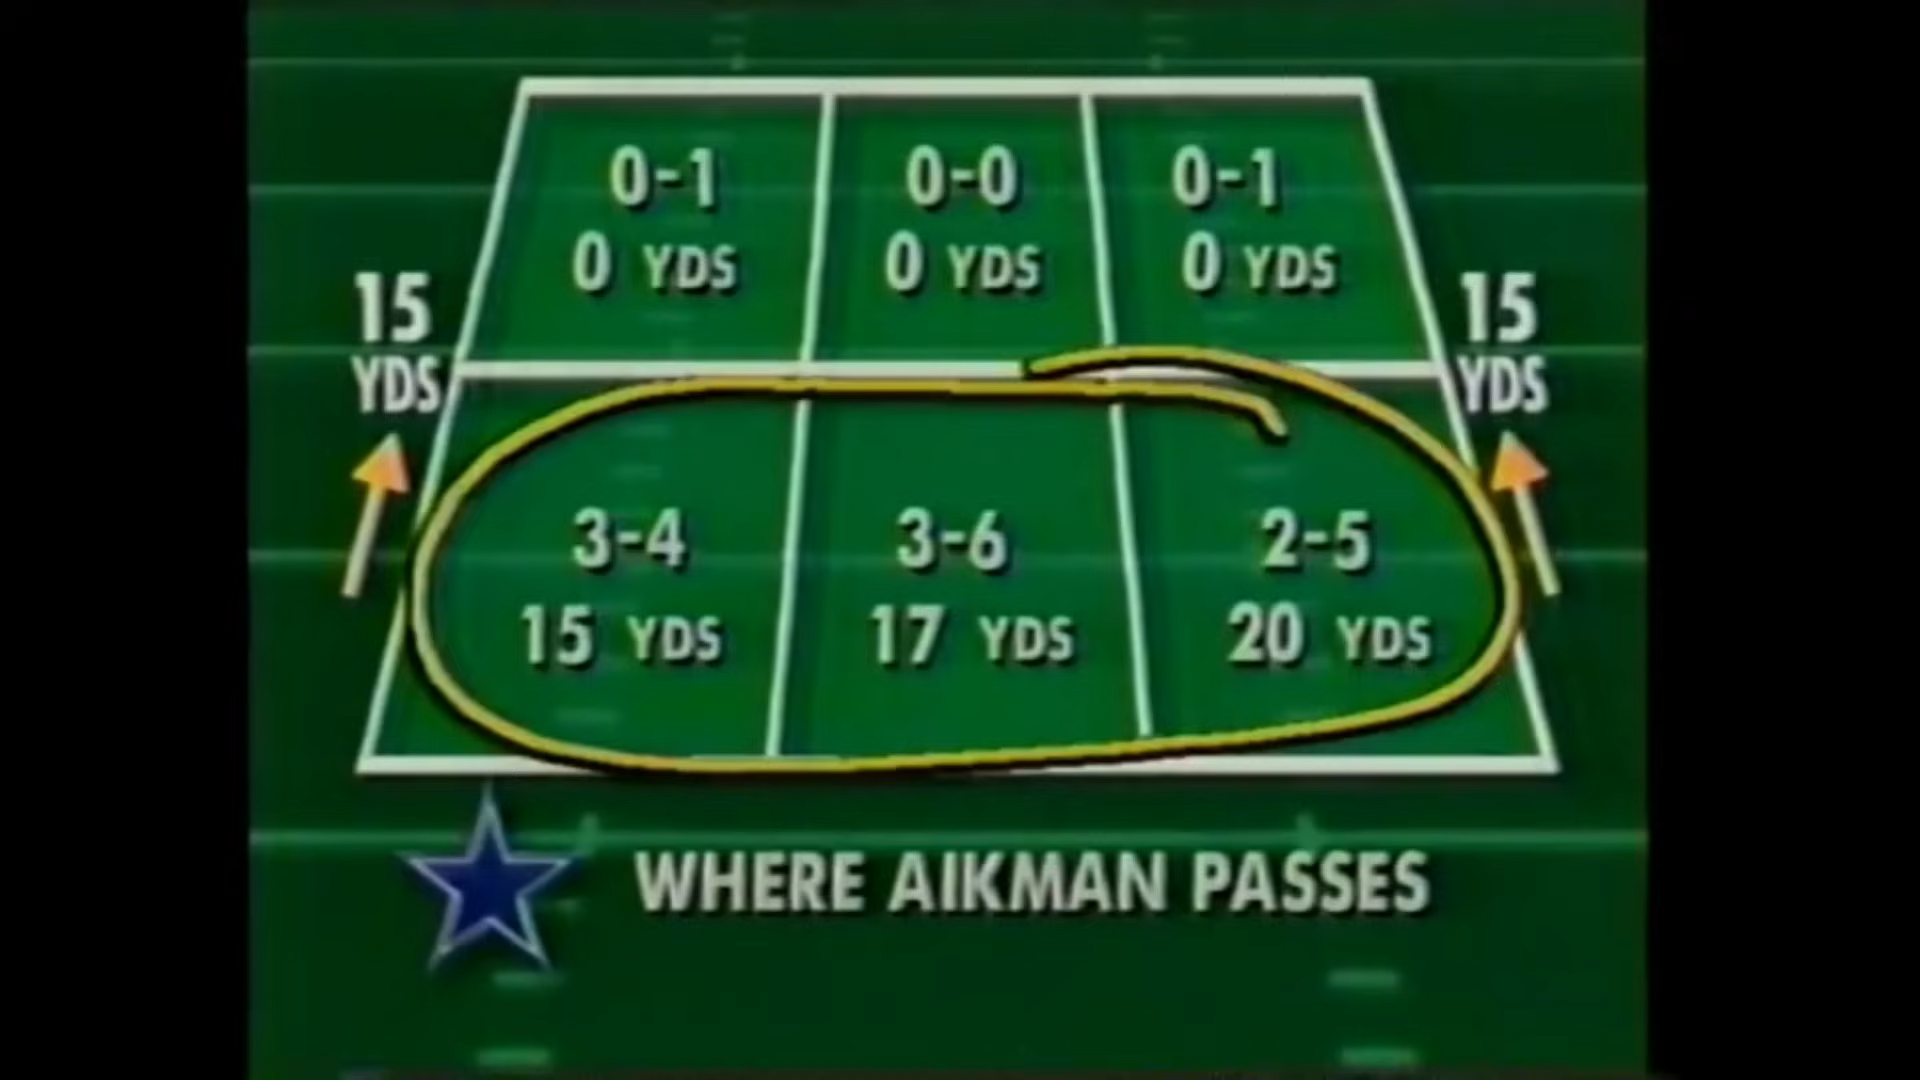 0-1 0-0 0-1
0 YDS 0 YDS 0 YDS
15 15
YDS YDS
3-4 3-6 2-5
15 YDS 17 YDS 20 YDS
WHERE AIKMAN PASSES